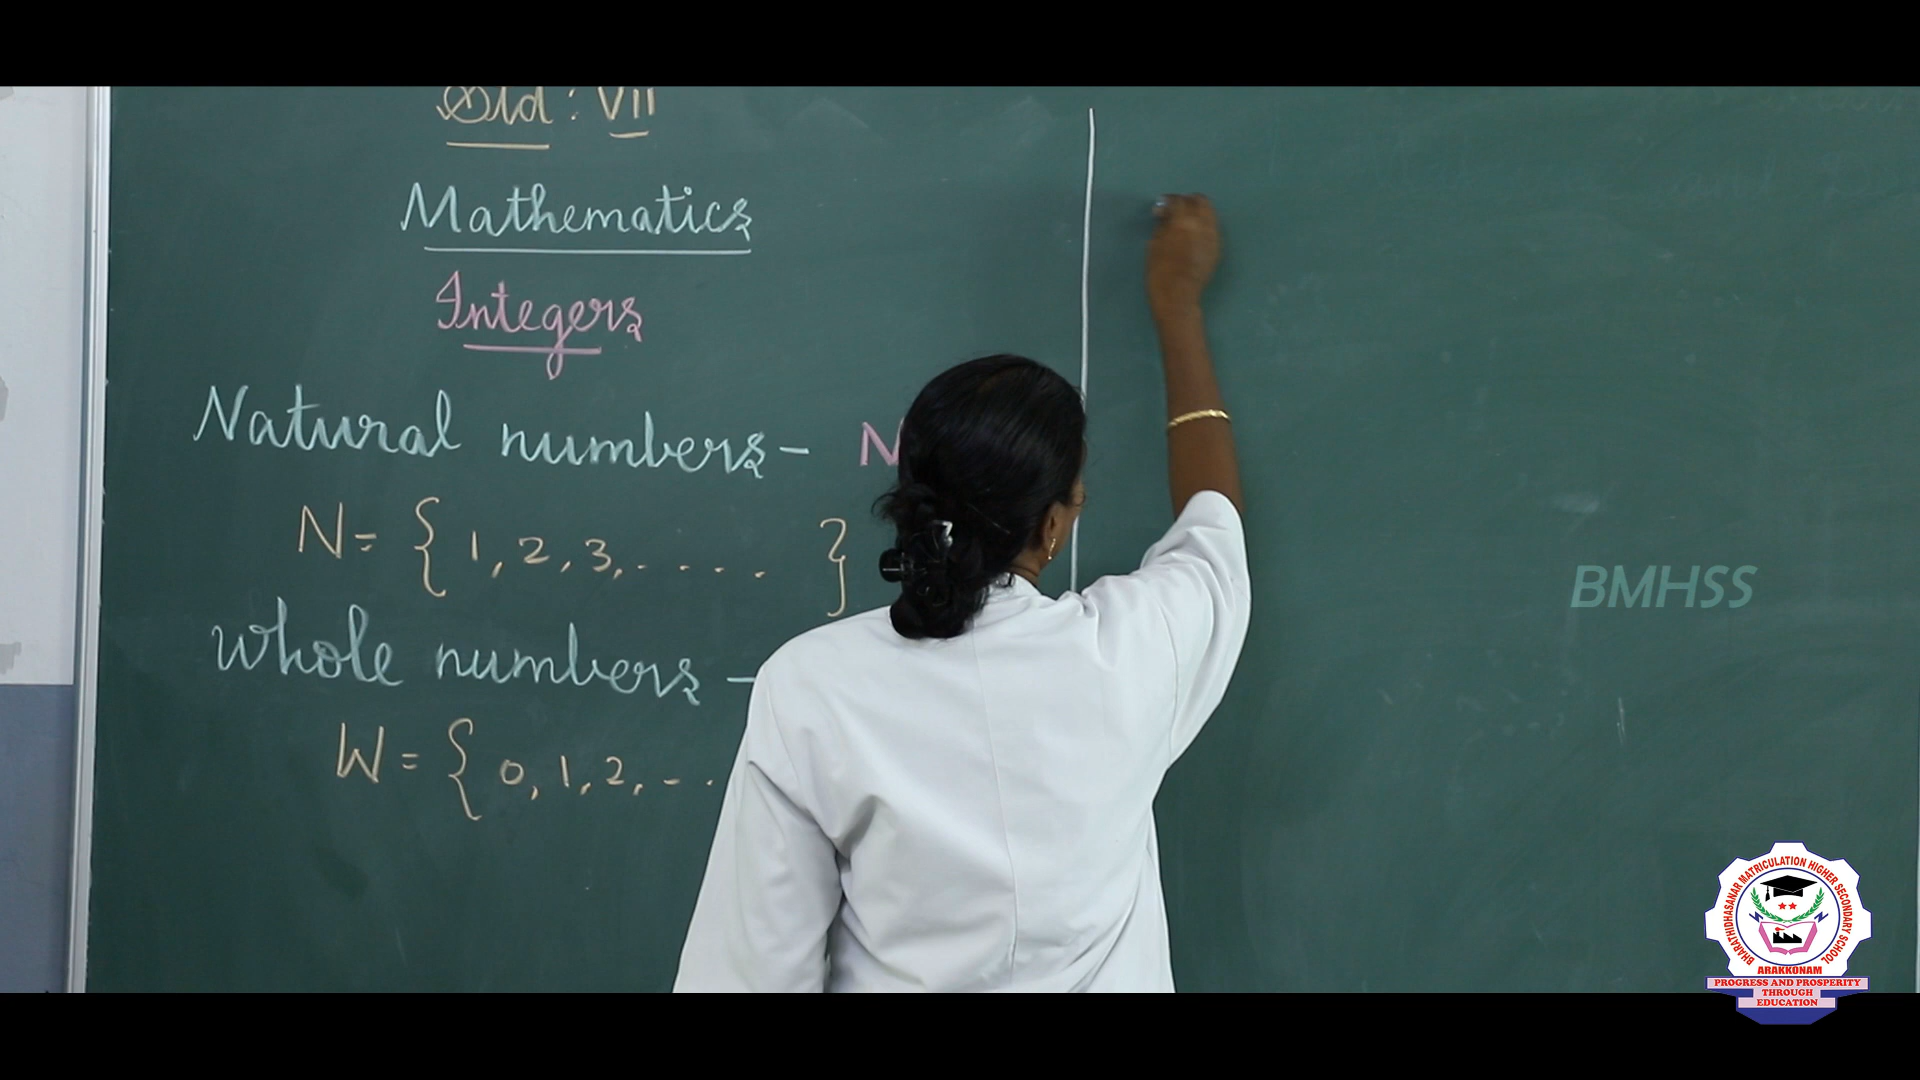 Std : VII
Mathematics
Integers
Natural numbers - N
N = { 1, 2, 3, . . . . }
Whole numbers -
W = { 0, 1, 2, - .
BMHSS
BHARATHIDHASANAR MATRICULATION HIGHER SECONDARY SCHOOL
ARAKKONAM
PROGRESS AND PROSPERITY
THROUGH
EDUCATION